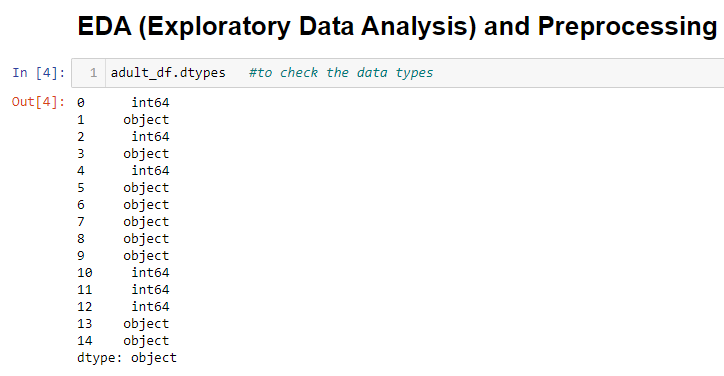 EDA (Exploratory Data Analysis) and Preprocessing
In [4]: 1 adult_df.dtypes #to check the data types
Out[4]: 0 int64
1 object
2 int64
3 object
4 int64
5 object
6 object
7 object
8 object
9 object
10 int64
11 int64
12 int64
13 object
14 object
dtype: object